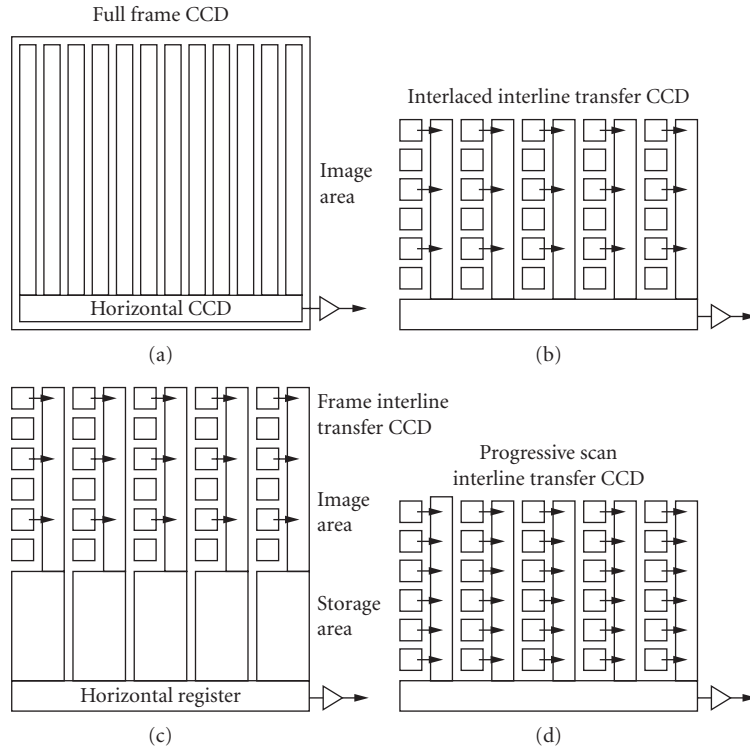 Full frame CCD
Image
area
Horizontal CCD
(a)
Interlaced interline transfer CCD
(b)
Frame interline
transfer CCD
Image
area
Storage
area
Horizontal register
(c)
Progressive scan
interline transfer CCD
(d)